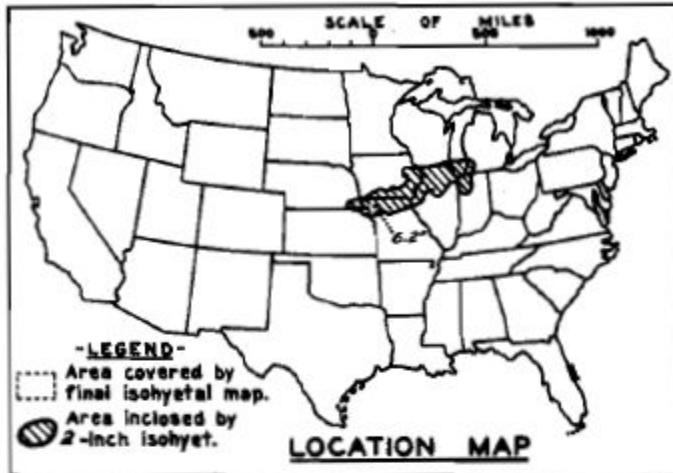 SCALE OF MILES
500 0 500 1000
6.2"
-LEGEND-
Area covered by
final isohyetal map.
Area inclosed by
2-inch isohyet.
LOCATION MAP